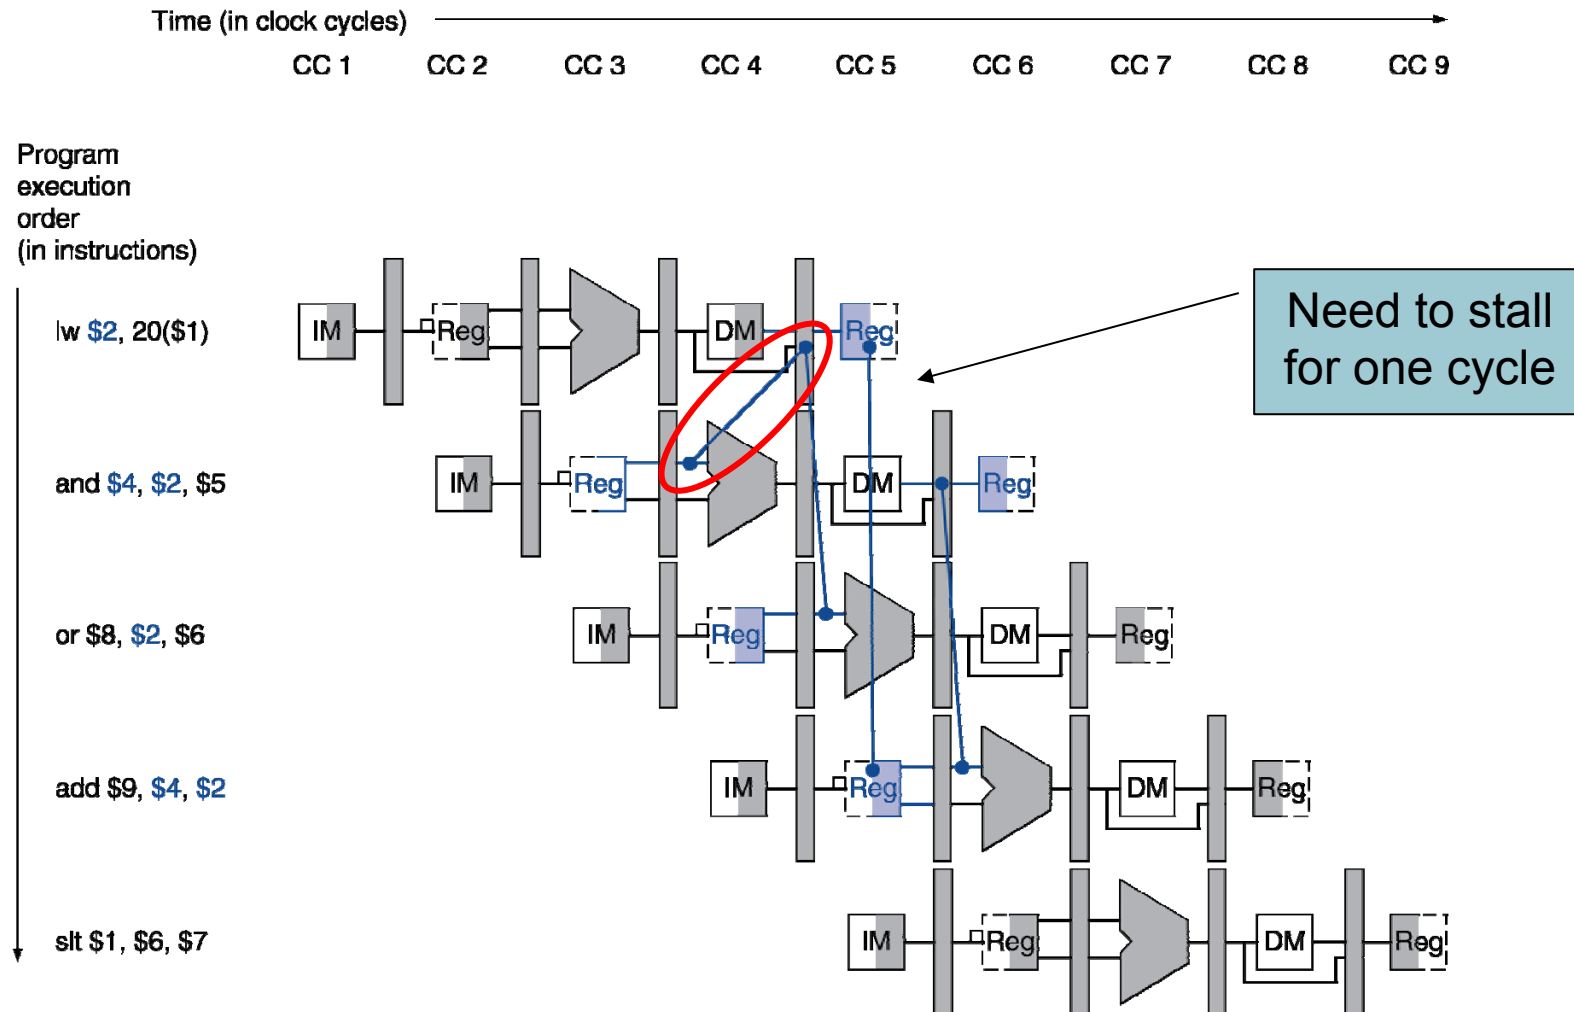 Time (in clock cycles)
CC 1 CC 2 CC 3 CC 4 CC 5 CC 6 CC 7 CC 8 CC 9
Program
execution
order
(in instructions)
Need to stall
for one cycle
lw $2, 20($1) IM Reg DM Reg
and $4, $2, $5 IM Reg DM Reg
or $8, $2, $6 IM Reg DM Reg
add $9, $4, $2 IM Reg DM Reg
slt $1, $6, $7 IM Reg DM Reg